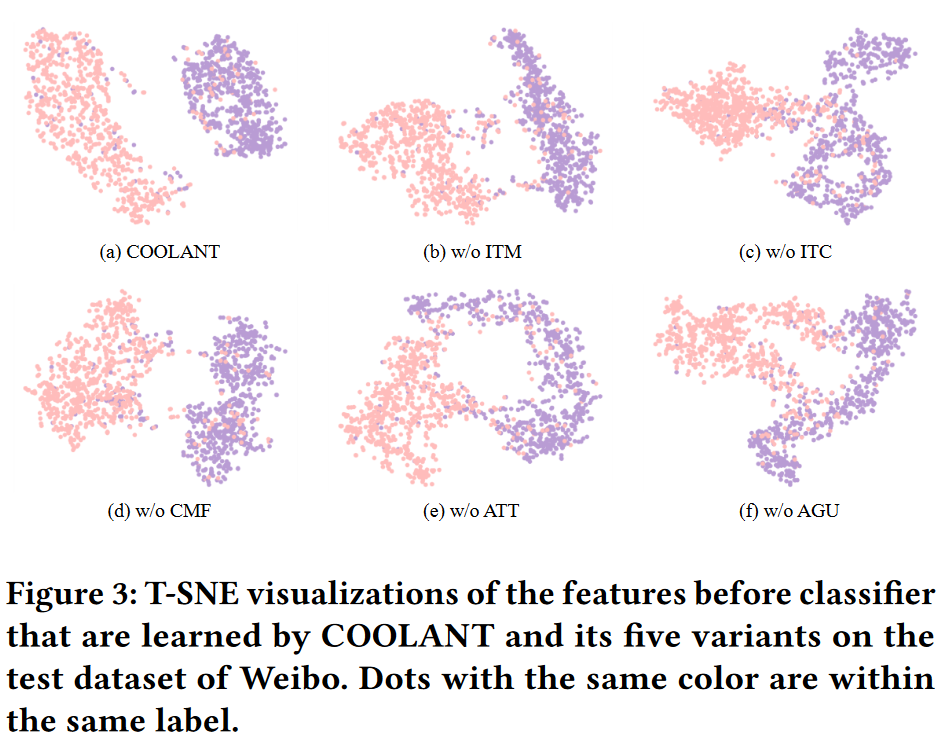 (a) COOLANT
(b) w/o ITM
(c) w/o ITC
(d) w/o CMF
(e) w/o ATT
(f) w/o AGU
Figure 3: T-SNE visualizations of the features before classifier
that are learned by COOLANT and its five variants on the
test dataset of Weibo. Dots with the same color are within
the same label.